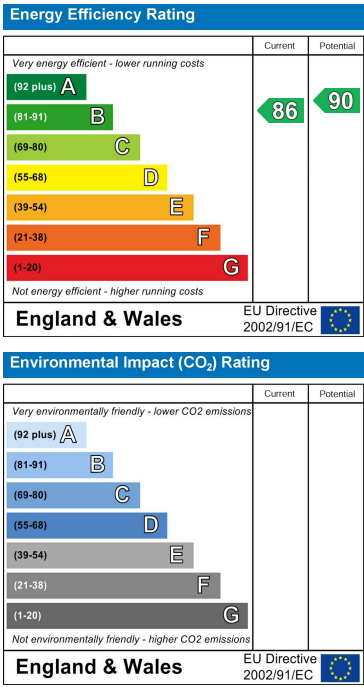 Energy Efficiency Rating
Current Potential
Very energy efficient - lower running costs
(92 plus) A
(81-91) B
(69-80) C
(55-68) D
(39-54) E
(21-38) F
(1-20) G
86
90
Not energy efficient - higher running costs
England & Wales
EU Directive
2002/91/EC
Environmental Impact (CO₂) Rating
Current Potential
Very environmentally friendly - lower CO2 emissions
(92 plus) A
(81-91) B
(69-80) C
(55-68) D
(39-54) E
(21-38) F
(1-20) G
Not environmentally friendly - higher CO2 emissions
England & Wales
EU Directive
2002/91/EC